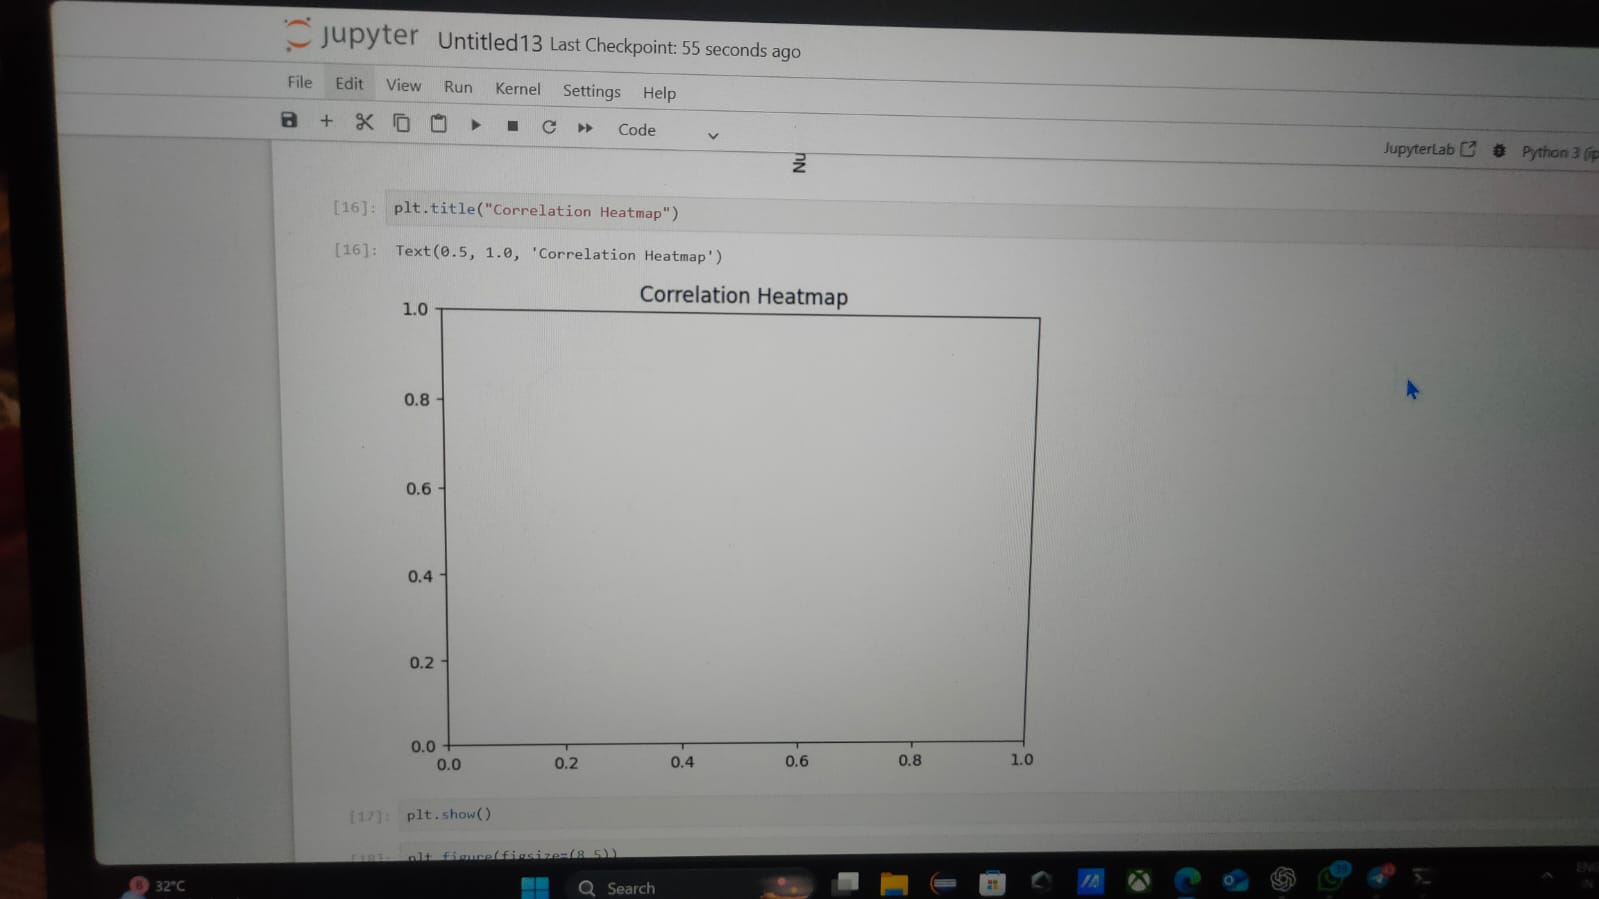 jupyter Untitled13 Last Checkpoint: 55 seconds ago
File Edit View Run Kernel Settings Help
Code
JupyterLab Python 3
Nu
[16]: plt.title("Correlation Heatmap")
[16]: Text(0.5, 1.0, 'Correlation Heatmap')
Correlation Heatmap
1.0
0.8
0.6
0.4
0.2
0.0
0.0 0.2 0.4 0.6 0.8 1.0
[17]: plt.show()
[18]: plt.figure(figsize=(8,5))
32°C Search